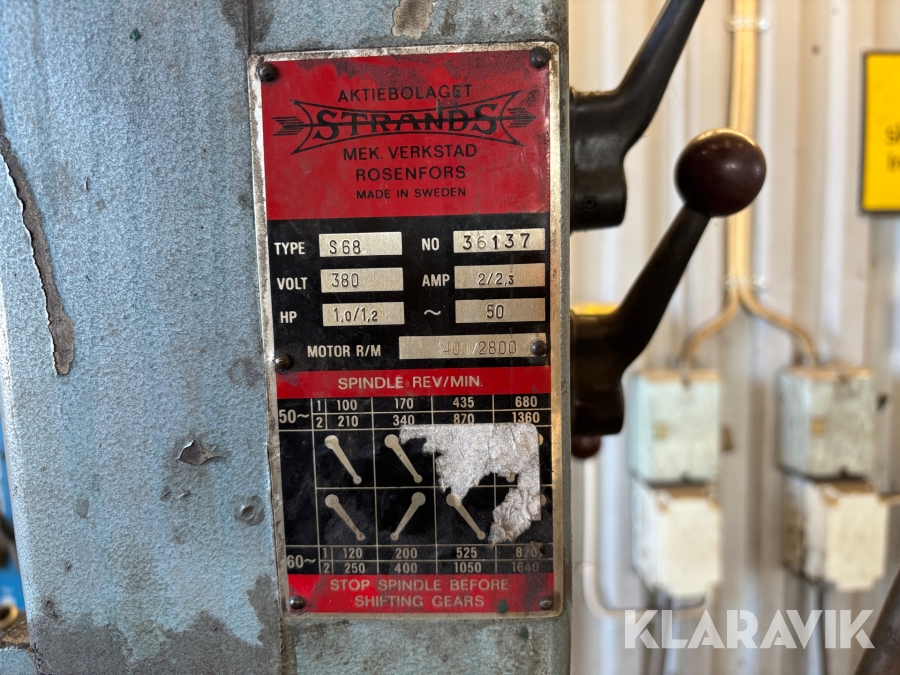 AKTIEBOLAGET
STRANDS
MEK. VERKSTAD
ROSENFORS
MADE IN SWEDEN
TYPE S68 NO 36137
VOLT 380 AMP 2/2,3
HP 1,0/1,2 ~ 50
MOTOR R/M /2800
SPINDLE REV/MIN.
50~ 1 100 170 435 680
2 210 340 870 1360
60~ 1 120 200 525 820
2 250 400 1050 1640
STOP SPINDLE BEFORE
SHIFTING GEARS
KLARAVIK